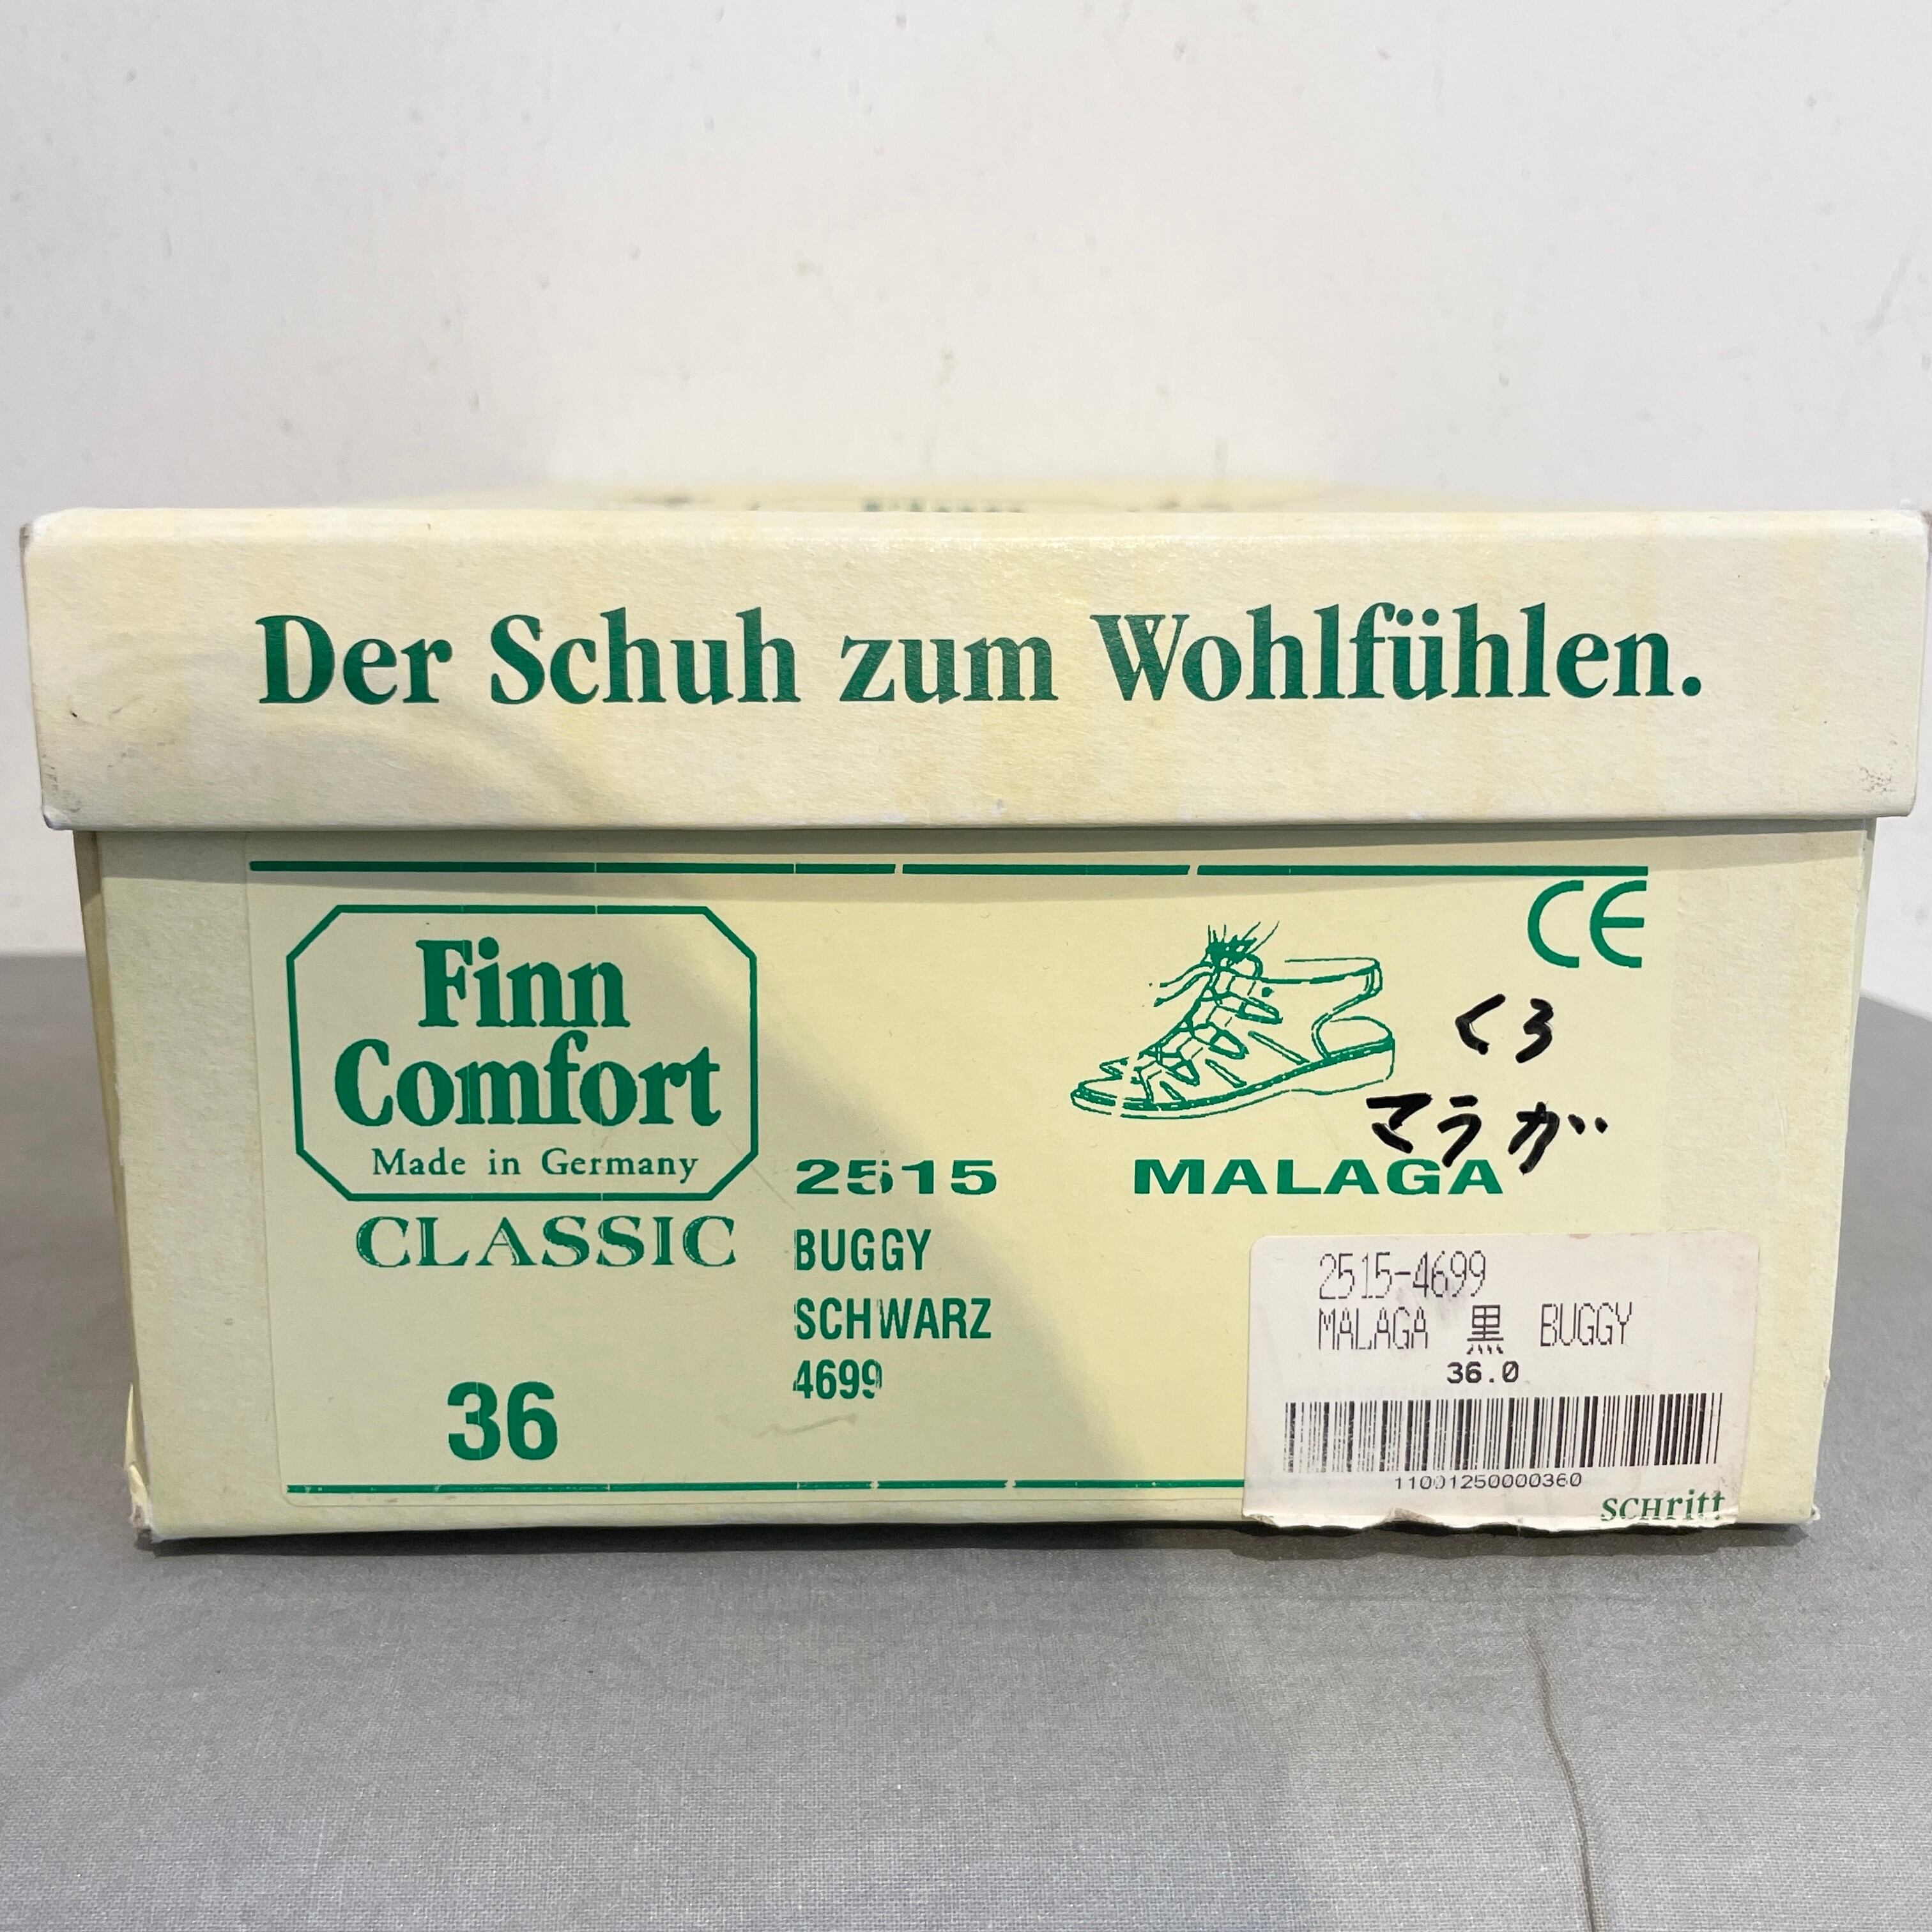 Der Schuh zum Wohlfühlen.
CE
Finn
Comfort
Made in Germany
CLASSIC
36
2515
BUGGY
SCHWARZ
4699
くろ
マラガ
MALAGA
2515-4699
MALAGA 黒 BUGGY
36.0
11001250000360
SCHritt